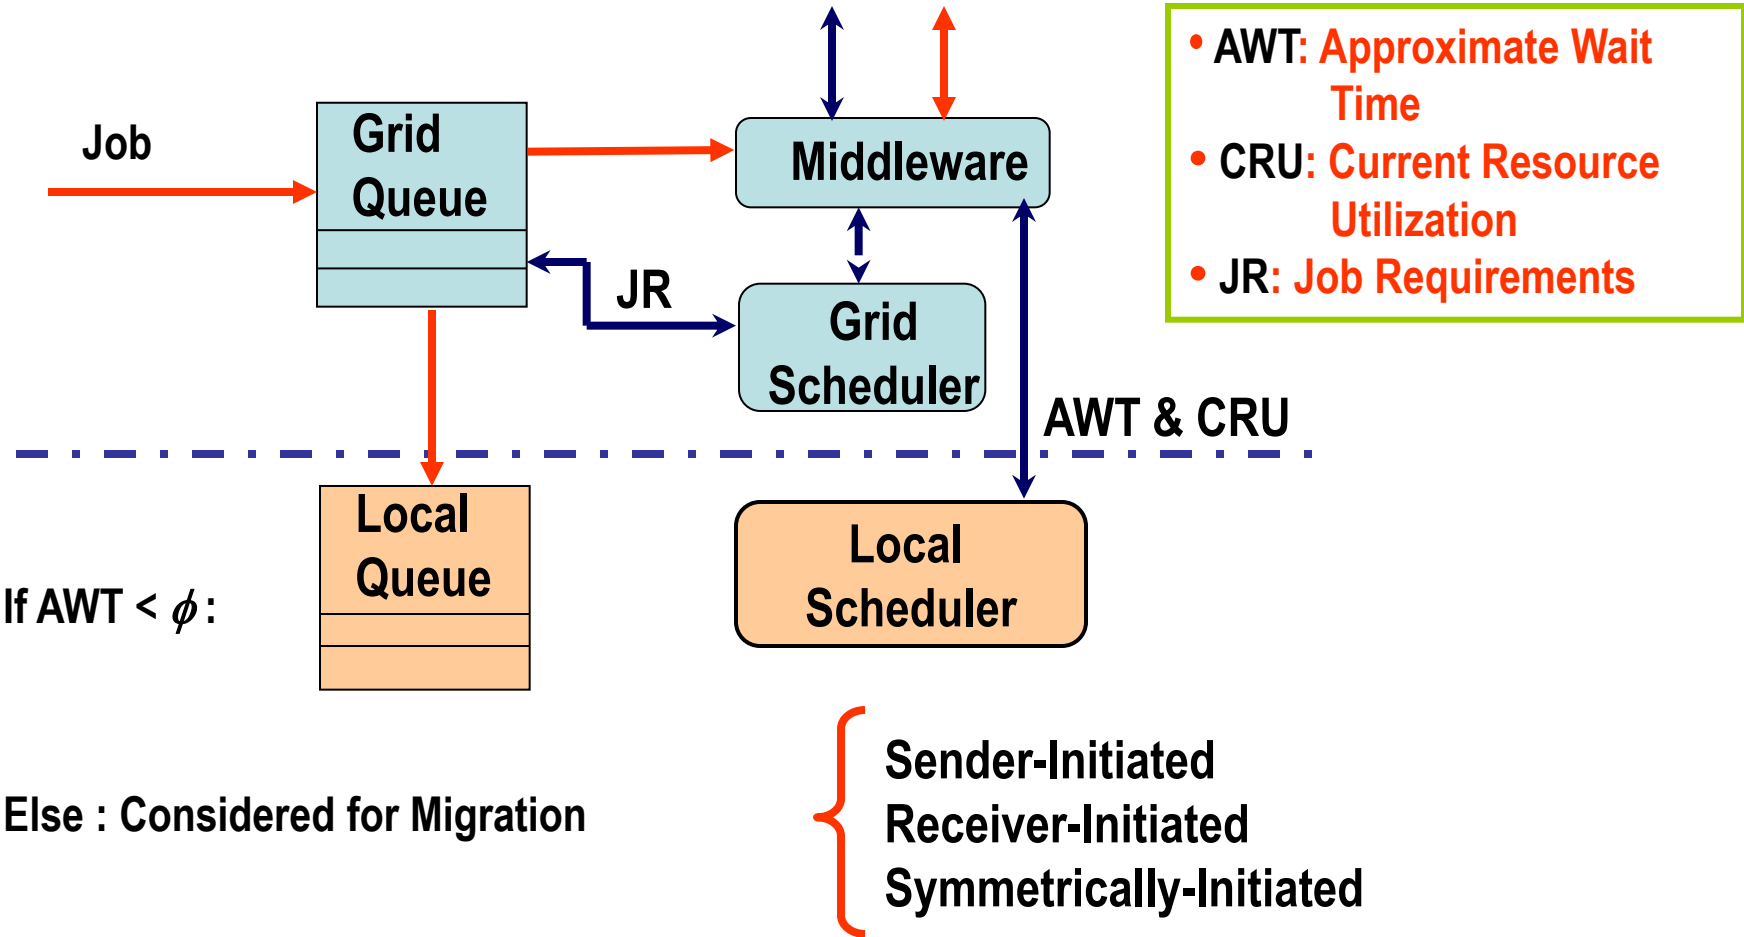 Job
Grid
Queue
Middleware
• AWT: Approximate Wait
Time
• CRU: Current Resource
Utilization
• JR: Job Requirements
JR
Grid
Scheduler
AWT & CRU
Local
Queue
Local
Scheduler
If AWT < ϕ :
Else : Considered for Migration
Sender-Initiated
Receiver-Initiated
Symmetrically-Initiated